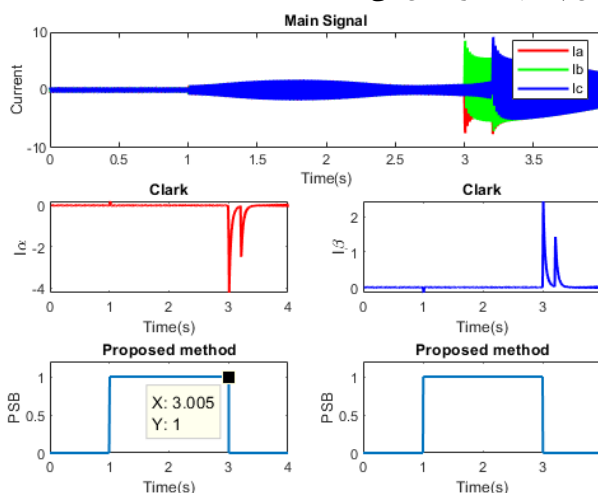 Main Signal
10
0
-10
Current
0 0.5 1 1.5 2 2.5 3 3.5
Time(s)
Ia
Ib
Ic
Clark
0
-2
-4
Iα
0 1 2 3 4
Time(s)
Clark
2
1
0
Iβ
0 1 2 3
Time(s)
Proposed method
1
0.5
0
PSB
X: 3.005
Y: 1
0 1 2 3 4
Time(s)
Proposed method
1
0.5
0
PSB
0 1 2 3
Time(s)